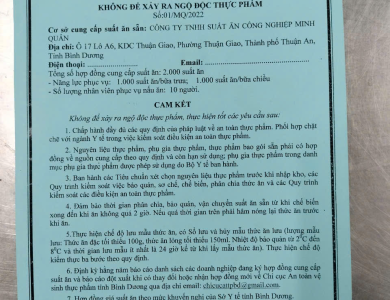 KHÔNG ĐỂ XẢY RA NGỘ ĐỘC THỰC PHẨM
Số:01/MQ/2022
Cơ sở cung cấp suất ăn sẵn: CÔNG TY TNHH SUẤT ĂN CÔNG NGHIỆP MINH
QUÂN
Địa chỉ: Ô 17 Lô A6, KDC Thuận Giao, Phường Thuận Giao, Thành phố Thuận An,
Tỉnh Bình Dương
Điện thoại: Email:
Tổng số hợp đồng cung cấp suất ăn: 2.000 suất ăn
- Năng lực phục vụ: 1.000 suất ăn/bữa trưa; 1.000 suất ăn/bữa chiều
- Số lượng nhân viên phục vụ nấu ăn: 10 người.
CAM KẾT
Không để xảy ra ngộ độc thực phẩm, thực hiện tốt các yêu cầu sau:
1. Chấp hành đầy đủ các quy định của pháp luật về an toàn thực phẩm. Phối hợp chặt
chẽ với ngành Y tế trong việc kiểm soát điều kiện an toàn thực phẩm.
2. Nguyên liệu thực phẩm, phụ gia thực phẩm, thực phẩm bao gói sẵn phải có hợp
đồng về nguồn cung cấp theo quy định và còn hạn sử dụng; phụ gia thực phẩm trong danh
mục phụ gia thực phẩm được phép sử dụng do Bộ Y tế ban hành.
3. Ban hành các Tiêu chuẩn xét chọn nguyên liệu thực phẩm trước khi nhập kho, các
Quy trình kiểm soát việc bảo quản, sơ chế, chế biến, phân chia thức ăn và các Quy trình
kiểm soát các điều kiện an toàn thực phẩm.
4. Đảm bảo thời gian phân chia, bảo quản, vận chuyển suất ăn sẵn từ khi chế biến
xong đến khi ăn không quá 2 giờ. Nếu quá thời gian trên phải hâm nóng lại thức ăn trước
khi ăn.
5.Thực hiện chế độ lưu mẫu thức ăn, có Sổ lưu và hủy mẫu thức ăn lưu (lượng mẫu
lưu: Thức ăn đặc tối thiểu 100g, thức ăn lỏng tối thiểu 150ml. Nhiệt độ bảo quản từ 2°C đến
8°C và thời gian lưu mẫu ít nhất là 24 giờ kể từ khi lấy mẫu thức ăn). Thực hiện chế độ kiểm
thực ba bước theo quy định.
6. Định kỳ hằng năm báo cáo danh sách các doanh nghiệp đang ký hợp đồng cung cấp
suất ăn và báo cáo đột xuất khi có thay đổi hoặc nhận hợp đồng mới về Chi cục An toàn vệ
sinh thực phẩm tỉnh Bình Dương qua địa chỉ email: chicucattpbd@gmail.com.
7. Hợp đồng giá suất ăn theo mức khuyến nghị của Sở Y tế tỉnh Bình Dương.